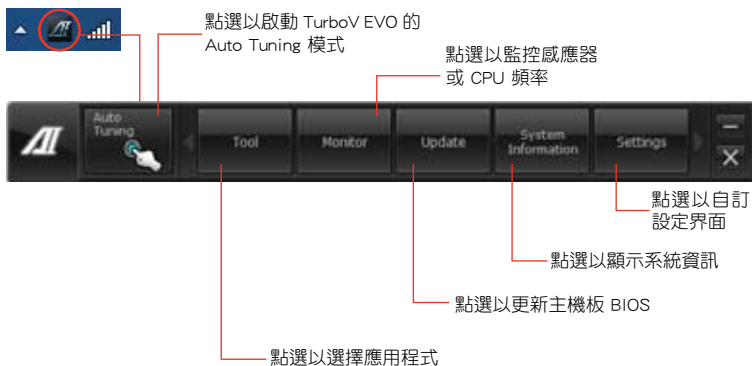 點選以啟動 TurboV EVO 的
Auto Tuning 模式
點選以監控感應器
或 CPU 頻率
Auto
Tuning
Tool
Monitor
Update
System
Information
Settings
點選以自訂
設定界面
點選以顯示系統資訊
點選以更新主機板 BIOS
點選以選擇應用程式